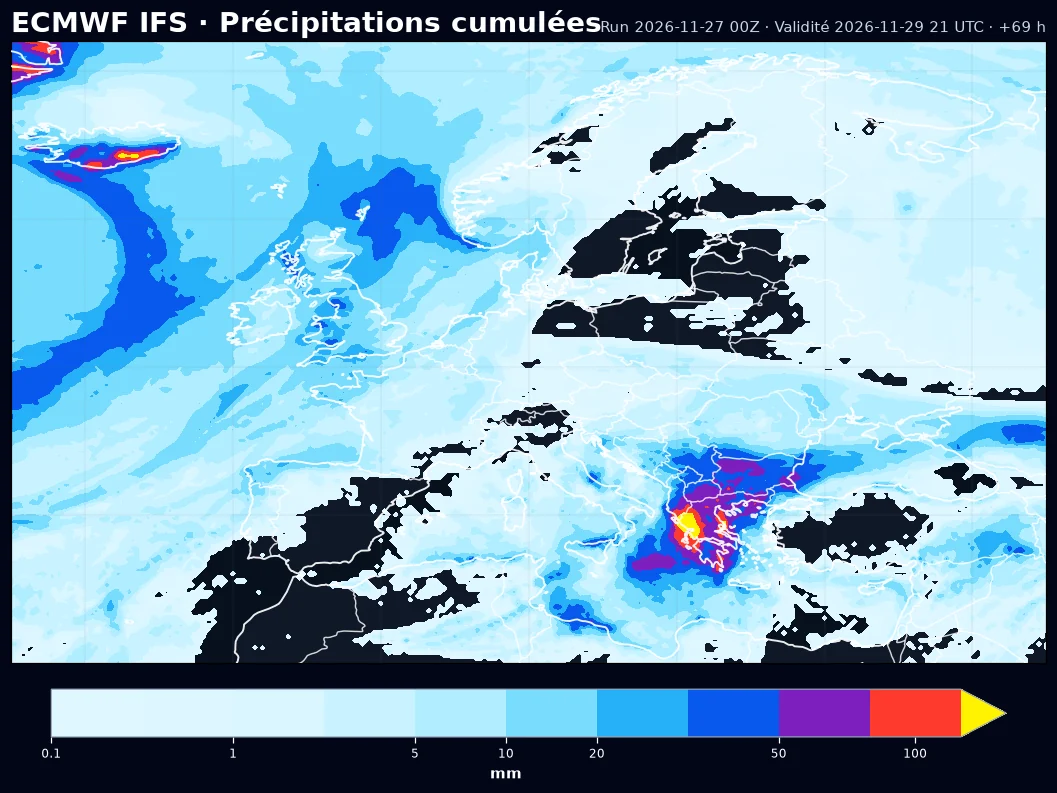 ECMWF IFS · Précipitations cumulées
Run 2026-11-27 00Z · Validité 2026-11-29 21 UTC · +69 h
0.1 1 5 10 20 50 100
mm